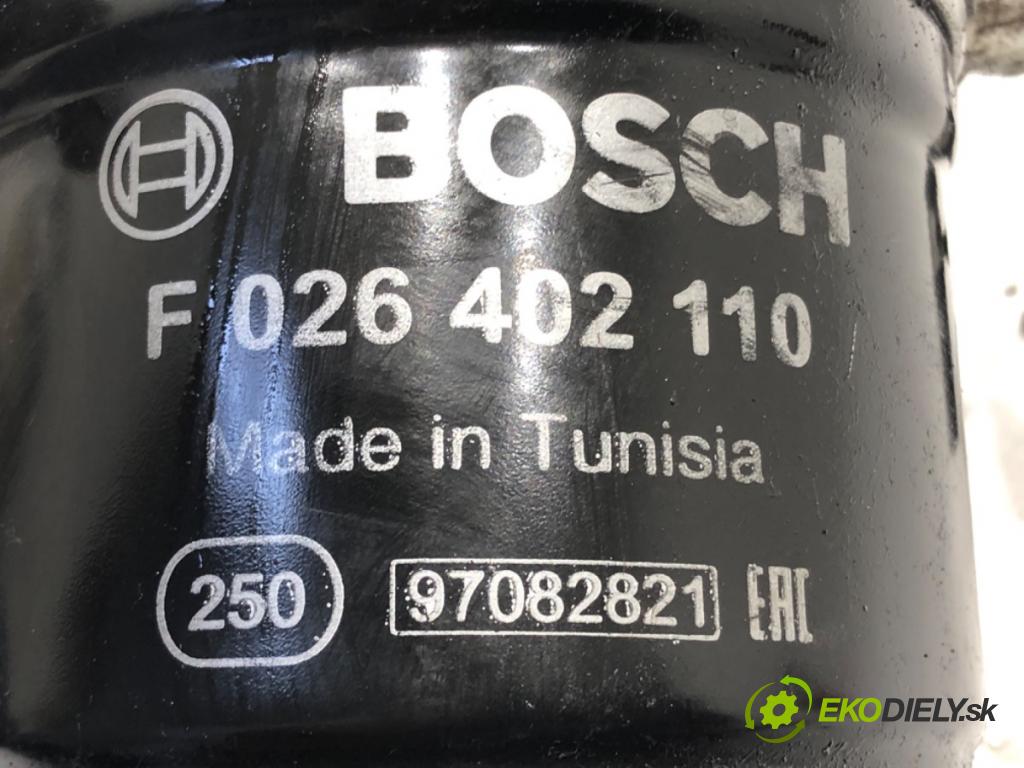 BOSCH
F 026 402 110
Made in Tunisia
250 97082821 EAC
EKODIELY.sk